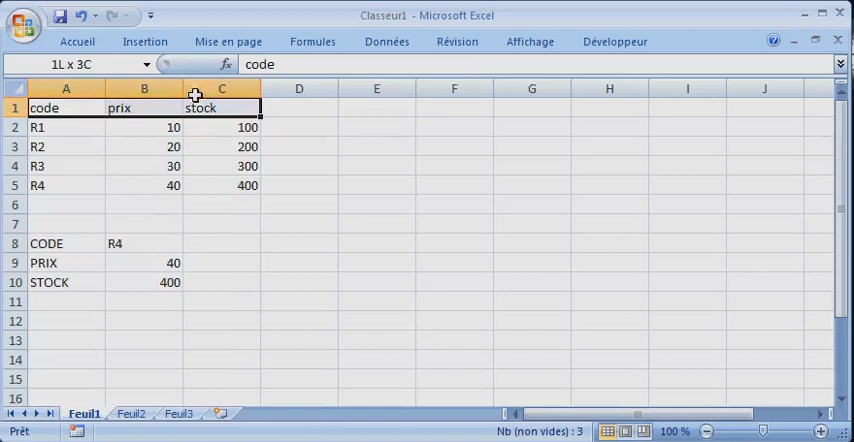 Classeur1 - Microsoft Excel
Accueil Insertion Mise en page Formules Données Révision Affichage Développeur
1L x 3C fx code
A B C D E F G H I J
1 code prix stock
2 R1 10 100
3 R2 20 200
4 R3 30 300
5 R4 40 400
6
7
8 CODE R4
9 PRIX 40
10 STOCK 400
11
12
13
14
15
16
Feuil1 Feuil2 Feuil3
Prêt Nb (non vides) : 3 100 %